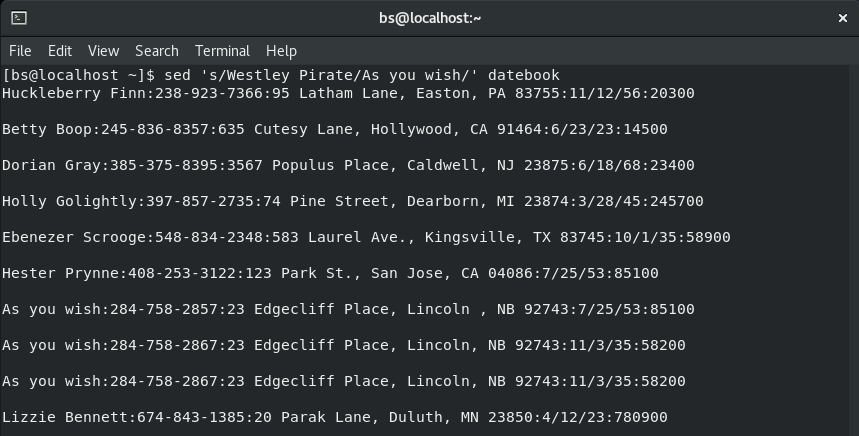 bs@localhost:~
File Edit View Search Terminal Help
[bs@localhost ~]$ sed 's/Westley Pirate/As you wish/' datebook
Huckleberry Finn:238-923-7366:95 Latham Lane, Easton, PA 83755:11/12/56:20300
Betty Boop:245-836-8357:635 Cutesy Lane, Hollywood, CA 91464:6/23/23:14500
Dorian Gray:385-375-8395:3567 Populus Place, Caldwell, NJ 23875:6/18/68:23400
Holly Golightly:397-857-2735:74 Pine Street, Dearborn, MI 23874:3/28/45:245700
Ebenezer Scrooge:548-834-2348:583 Laurel Ave., Kingsville, TX 83745:10/1/35:58900
Hester Prynne:408-253-3122:123 Park St., San Jose, CA 04086:7/25/53:85100
As you wish:284-758-2857:23 Edgecliff Place, Lincoln , NB 92743:7/25/53:85100
As you wish:284-758-2867:23 Edgecliff Place, Lincoln, NB 92743:11/3/35:58200
As you wish:284-758-2867:23 Edgecliff Place, Lincoln, NB 92743:11/3/35:58200
Lizzie Bennett:674-843-1385:20 Parak Lane, Duluth, MN 23850:4/12/23:780900